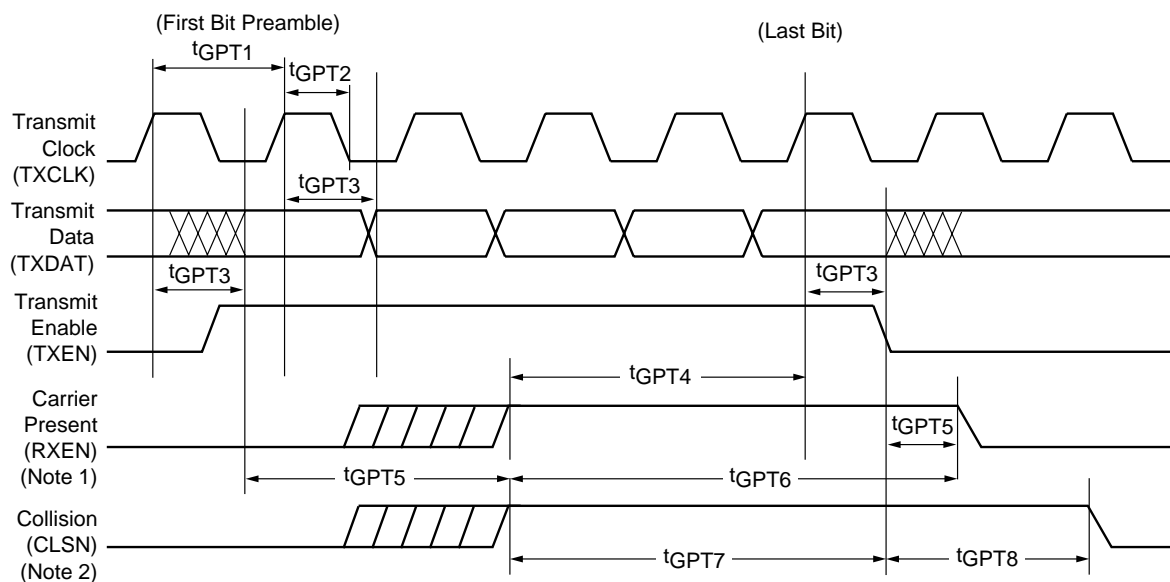 (First Bit Preamble)
(Last Bit)
tGPT1
tGPT2
Transmit
Clock
(TXCLK)
tGPT3
Transmit
Data
(TXDAT)
tGPT3
tGPT3
Transmit
Enable
(TXEN)
tGPT4
Carrier
Present
(RXEN)
(Note 1)
tGPT5
tGPT5
tGPT6
Collision
(CLSN)
(Note 2)
tGPT7
tGPT8